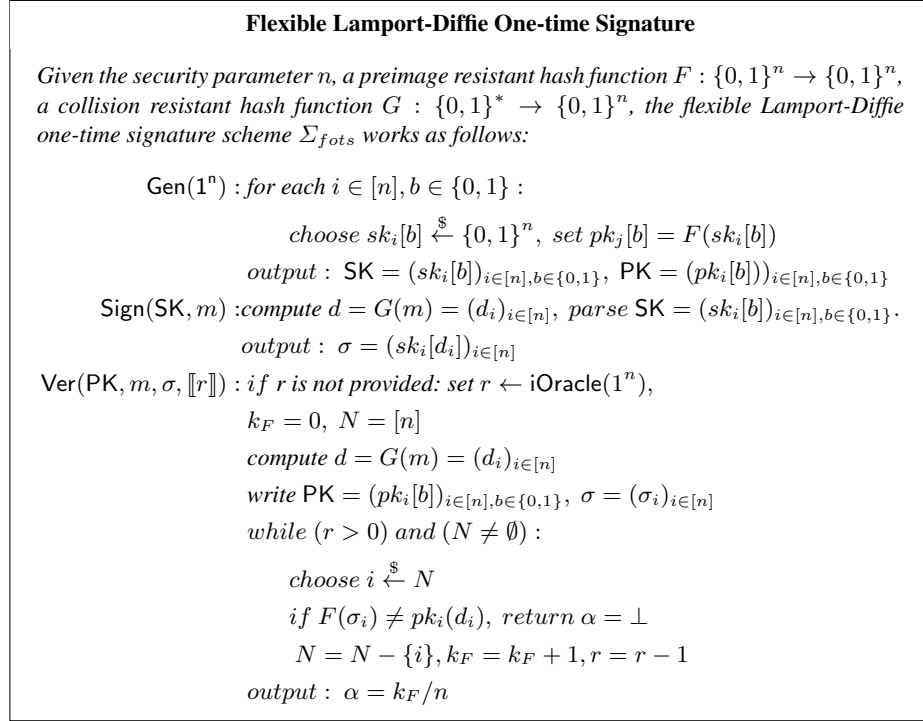 Flexible Lamport-Diffie One-time Signature
Given the security parameter n, a preimage resistant hash function F : {0, 1}^n → {0, 1}^n,
a collision resistant hash function G : {0, 1}^* → {0, 1}^n, the flexible Lamport-Diffie
one-time signature scheme Σ_{fots} works as follows:
Gen(1^n) : for each i ∈ [n], b ∈ {0, 1} :
choose sk_i[b] ←^$ {0, 1}^n, set pk_j[b] = F(sk_i[b])
output : SK = (sk_i[b])_{i∈[n],b∈{0,1}}, PK = (pk_i[b]))_{i∈[n],b∈{0,1}}
Sign(SK, m) :compute d = G(m) = (d_i)_{i∈[n]}, parse SK = (sk_i[b])_{i∈[n],b∈{0,1}}.
output : σ = (sk_i[d_i])_{i∈[n]}
Ver(PK, m, σ, ⟦r⟧) : if r is not provided: set r ← iOracle(1^n),
k_F = 0, N = [n]
compute d = G(m) = (d_i)_{i∈[n]}
write PK = (pk_i[b])_{i∈[n],b∈{0,1}}, σ = (σ_i)_{i∈[n]}
while (r > 0) and (N ≠ ∅) :
choose i ←^$ N
if F(σ_i) ≠ pk_i(d_i), return α = ⊥
N = N − {i}, k_F = k_F + 1, r = r − 1
output : α = k_F/n